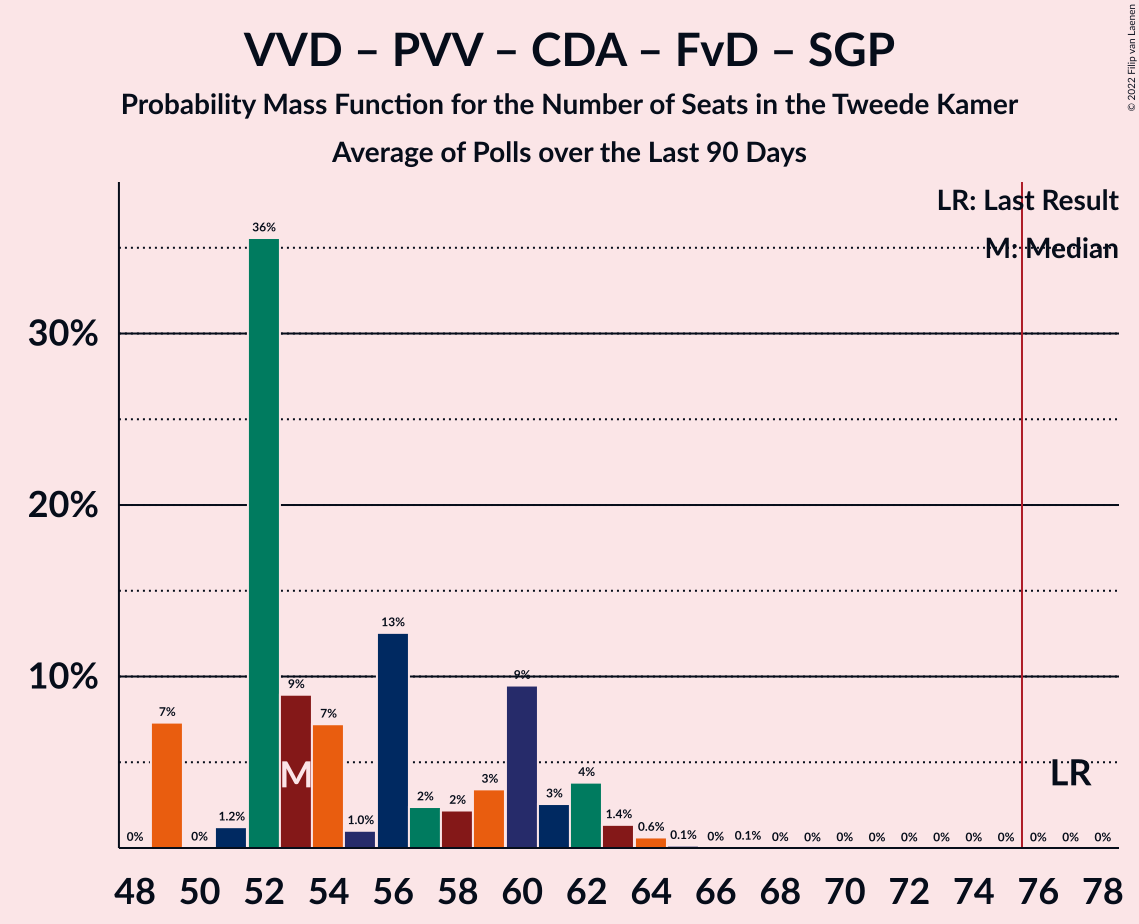 VVD – PVV – CDA – FvD – SGP
Probability Mass Function for the Number of Seats in the Tweede Kamer
Average of Polls over the Last 90 Days
© 2022 Filip van Laenen
LR: Last Result
M: Median
30%
20%
10%
0% 7% 0% 1.2% 36% 9% 7% 1.0% 13% 2% 2% 3% 9% 3% 4% 1.4% 0.6% 0.1% 0% 0.1% 0% 0% 0% 0% 0% 0% 0% 0% 0% 0% 0%
M
LR
48 50 52 54 56 58 60 62 64 66 68 70 72 74 76 78